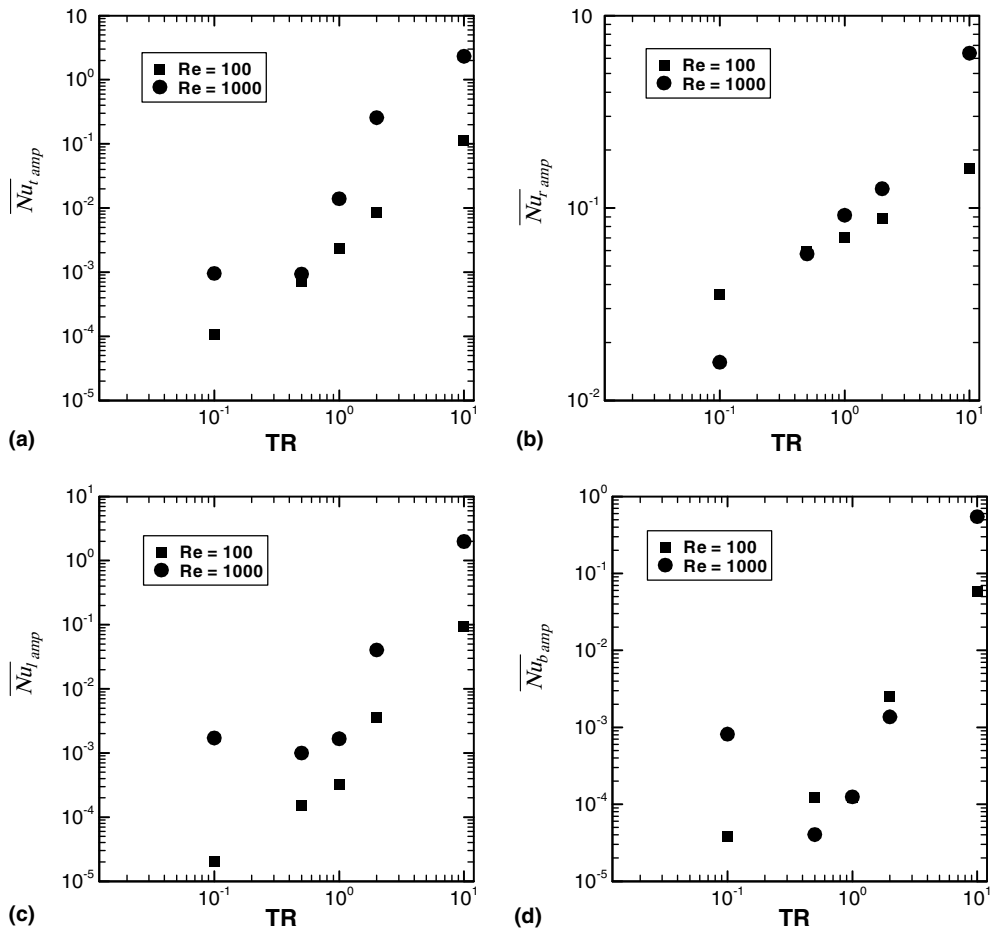 10
10⁰
10⁻¹
10⁻²
10⁻³
10⁻⁴
10⁻⁵
Nu_t amp
Re = 100
Re = 1000
10⁻¹ 10⁰ 10¹
TR
(a)
10⁰
10⁻¹
10⁻²
Nu_r amp
Re = 100
Re = 1000
10⁻¹ 10⁰ 10¹
TR
(b)
10¹
10⁰
10⁻¹
10⁻²
10⁻³
10⁻⁴
10⁻⁵
Nu_l amp
Re = 100
Re = 1000
10⁻¹ 10⁰ 10¹
TR
(c)
10⁰
10⁻¹
10⁻²
10⁻³
10⁻⁴
10⁻⁵
Nu_b amp
Re = 100
Re = 1000
10⁻¹ 10⁰ 10¹
TR
(d)